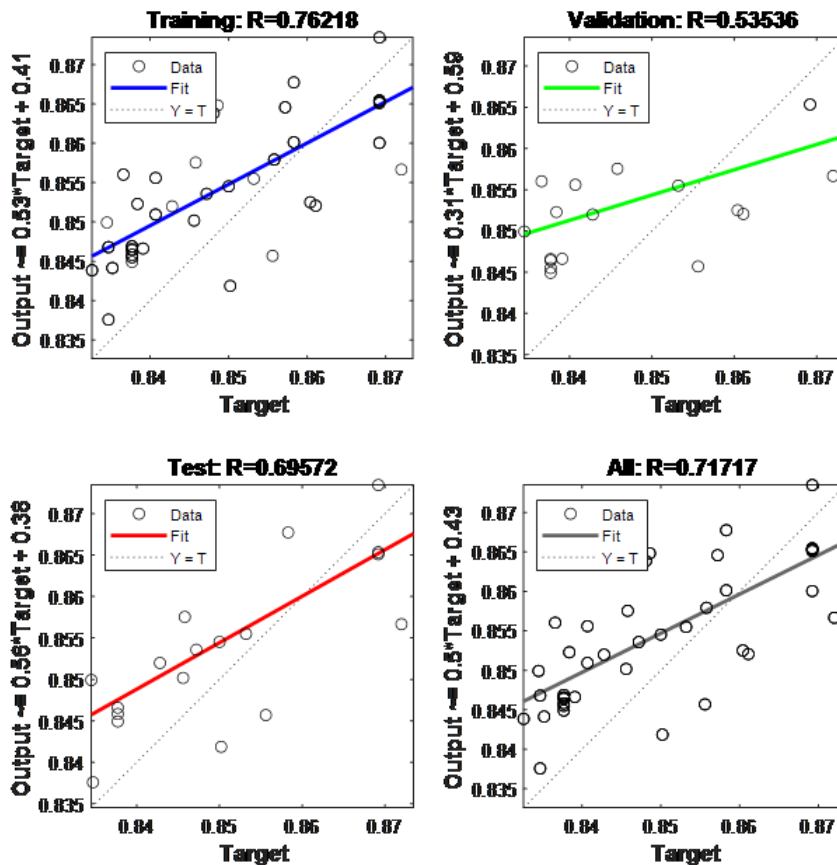 Training: R=0.76218
Output ~= 0.53*Target + 0.41
0.87
0.865
0.86
0.855
0.85
0.845
0.84
0.835
Data
Fit
Y = T
0.84
0.85
0.86
0.87
Target
Validation: R=0.53536
Output ~= 0.31*Target + 0.59
0.87
0.865
0.86
0.855
0.85
0.845
0.84
0.835
Data
Fit
Y = T
0.84
0.85
0.86
0.87
Target
Test: R=0.69572
Output ~= 0.56*Target + 0.38
0.87
0.865
0.86
0.855
0.85
0.845
0.84
0.835
Data
Fit
Y = T
0.84
0.85
0.86
0.87
Target
All: R=0.71717
Output ~= 0.5*Target + 0.43
0.87
0.865
0.86
0.855
0.85
0.845
0.84
0.835
Data
Fit
Y = T
0.84
0.85
0.86
0.87
Target